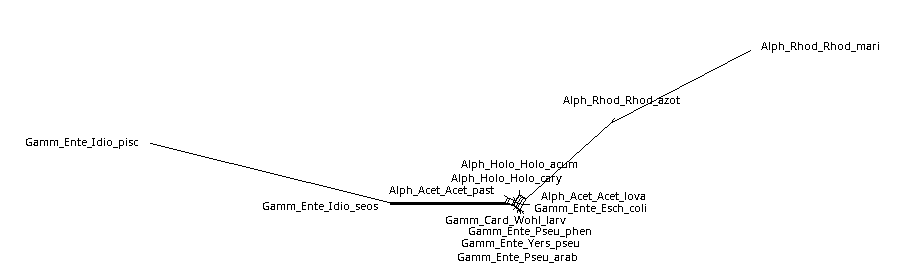 Alph_Rhod_Rhod_mari
Alph_Rhod_Rhod_azot
Gamm_Ente_Idio_pisc
Alph_Holo_Holo_acum
Alph_Holo_Holo_cary
Alph_Acet_Acet_past
Alph_Acet_Acet_lova
Gamm_Ente_Idio_seos
Gamm_Ente_Esch_coli
Gamm_Card_Wohl_larv
Gamm_Ente_Pseu_phen
Gamm_Ente_Yers_pseu
Gamm_Ente_Pseu_arab